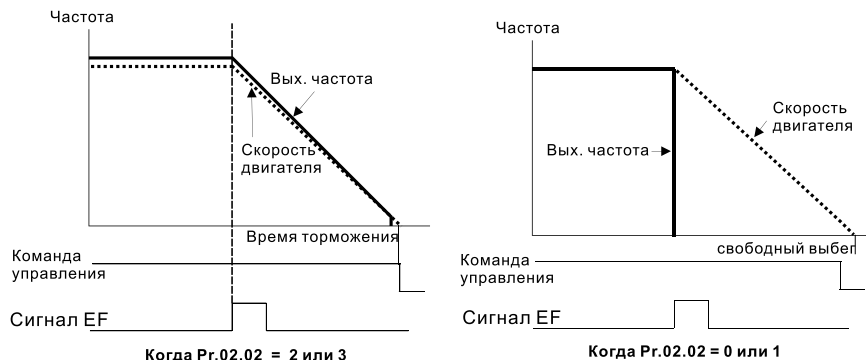 Частота
Вых. частота
Скорость
двигателя
Время торможения
Команда
управления
Сигнал EF
Когда Pr.02.02 = 2 или 3
Частота
Скорость
двигателя
Вых. частота
свободный выбег
Команда
управления
Сигнал EF
Когда Pr.02.02 = 0 или 1